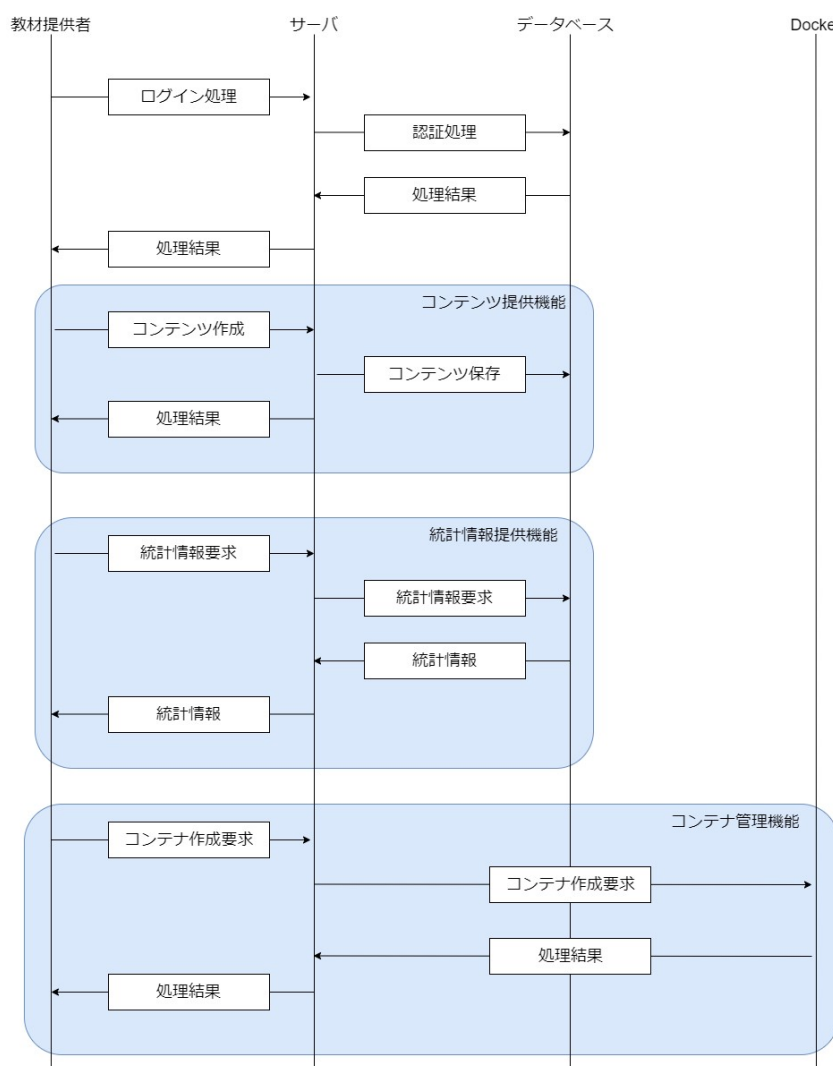 教材提供者
サーバ
データベース
Docke
ログイン処理
認証処理
処理結果
処理結果
コンテンツ提供機能
コンテンツ作成
コンテンツ保存
処理結果
統計情報提供機能
統計情報要求
統計情報要求
統計情報
統計情報
コンテナ管理機能
コンテナ作成要求
コンテナ作成要求
処理結果
処理結果